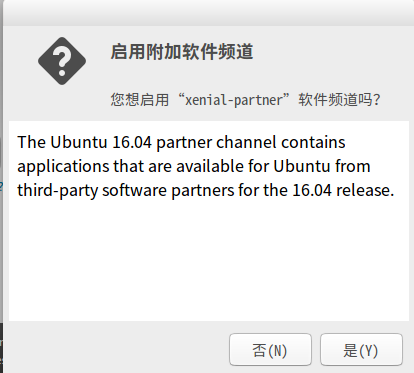 启用附加软件频道
您想启用“xenial-partner”软件频道吗?
The Ubuntu 16.04 partner channel contains
applications that are available for Ubuntu from
third-party software partners for the 16.04 release.
否(N) 是(Y)